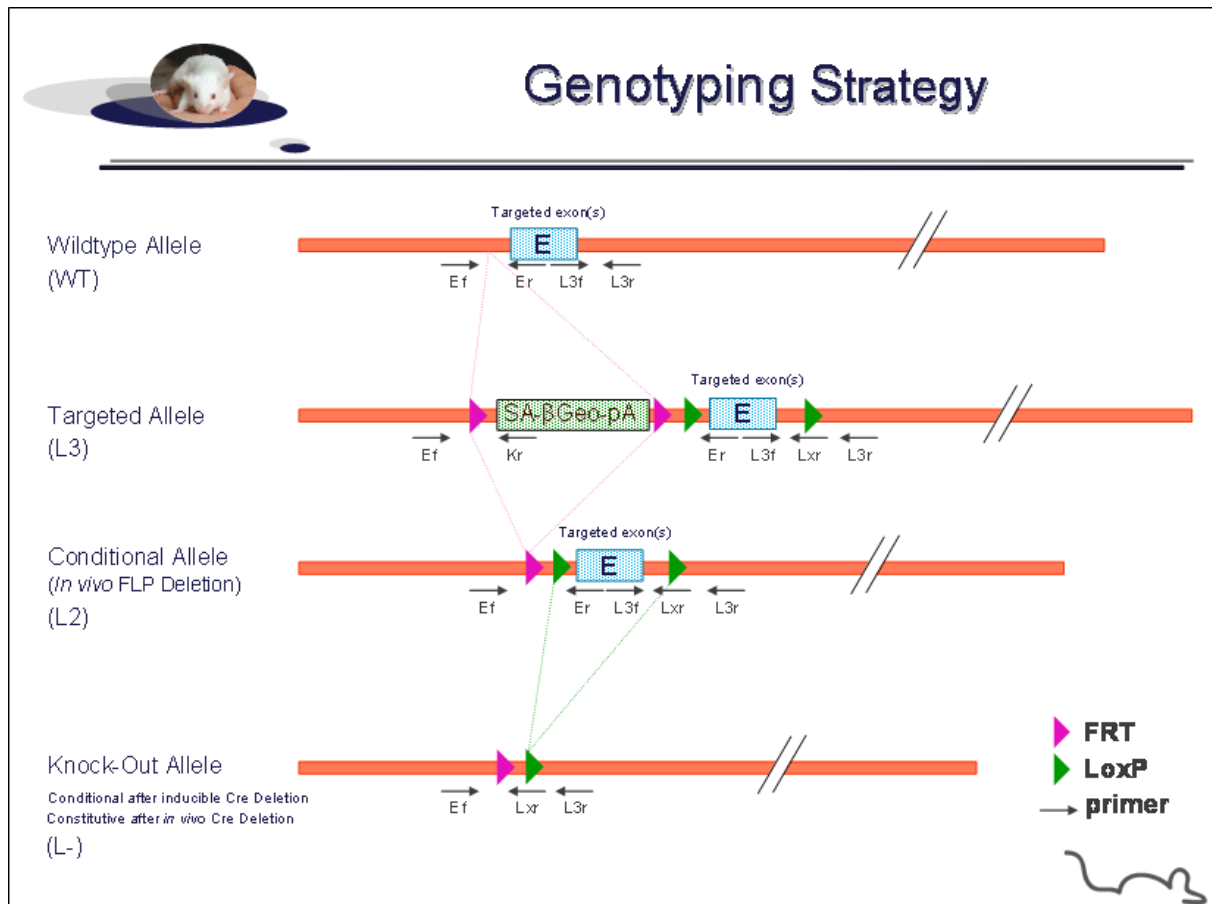 Genotyping Strategy
Targeted exon(s)
Wildtype Allele
(WT)
E
Ef
Er
L3f
L3r
Targeted exon(s)
Targeted Allele
(L3)
SA-βGeo-pA
E
Ef
Kr
Er
L3f
Lxr
L3r
Targeted exon(s)
Conditional Allele
(In vivo FLP Deletion)
(L2)
E
Ef
Er
L3f
Lxr
L3r
Knock-Out Allele
Conditional after inducible Cre Deletion
Constitutive after in vivo Cre Deletion
(L-)
Ef
Lxr
L3r
FRT
LoxP
primer